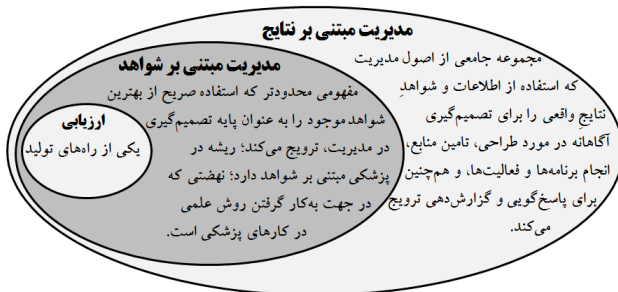 مدیریت مبتنی بر نتایج
مجموعه جامعی از اصول مدیریت
که استفاده از اطلاعات و شواهدِ
نتایجِ واقعی را برای تصمیم‌گیری
آگاهانه در مورد طراحی، تامین منابع،
انجام برنامه‌ها و فعالیت‌ها، و هم‌چنین
برای پاسخ‌گویی و گزارش‌دهی ترویج
می‌کند.
مدیریت مبتنی بر شواهد
مفهومی محدودتر که استفاده صریح از بهترین
شواهد موجود را به عنوان پایه تصمیم‌گیری
در مدیریت، ترویج می‌کند؛ ریشه در
پزشکی مبتنی بر شواهد دارد؛ نهضتی که
در جهت به‌کار گرفتن روش علمی
در کارهای پزشکی است.
ارزیابی
یکی از راه‌های تولید